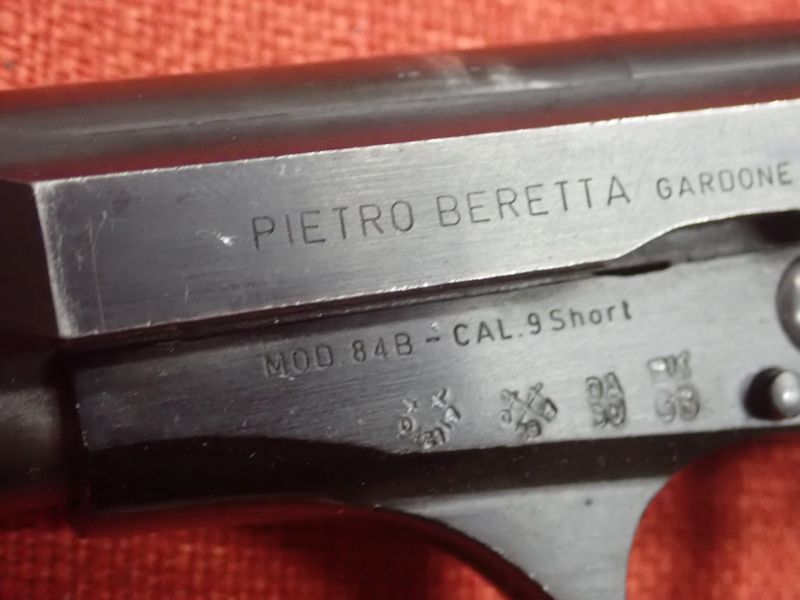 PIETRO BERETTA GARDONE
MOD. 84B - CAL. 9 Short